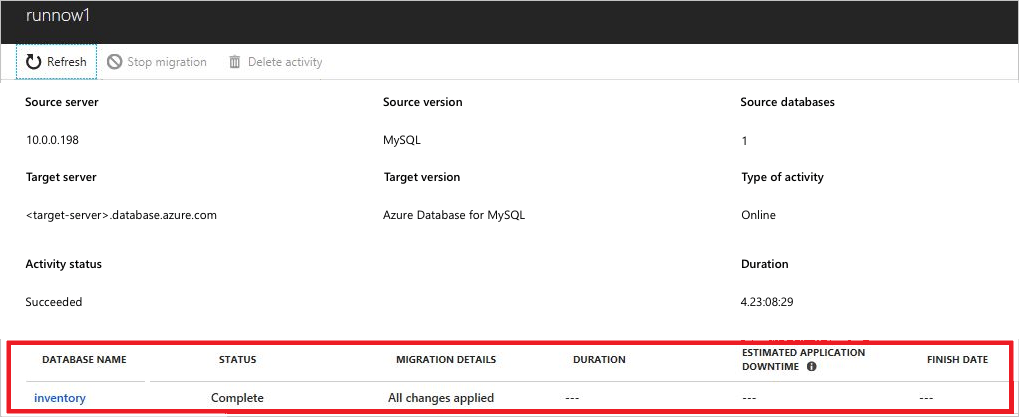 runnow1
Refresh Stop migration Delete activity
Source server Source version Source databases
10.0.0.198 MySQL 1
Target server Target version Type of activity
<target-server>.database.azure.com Azure Database for MySQL Online
Activity status Duration
Succeeded 4.23:08:29
DATABASE NAME STATUS MIGRATION DETAILS DURATION ESTIMATED APPLICATION DOWNTIME FINISH DATE
inventory Complete All changes applied --- --- ---